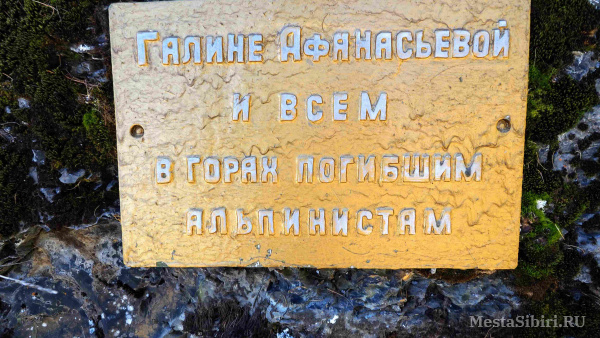 Галине Афанасьевой
и всем
в горах погибшим
альпинистам
MestaSibiri.RU